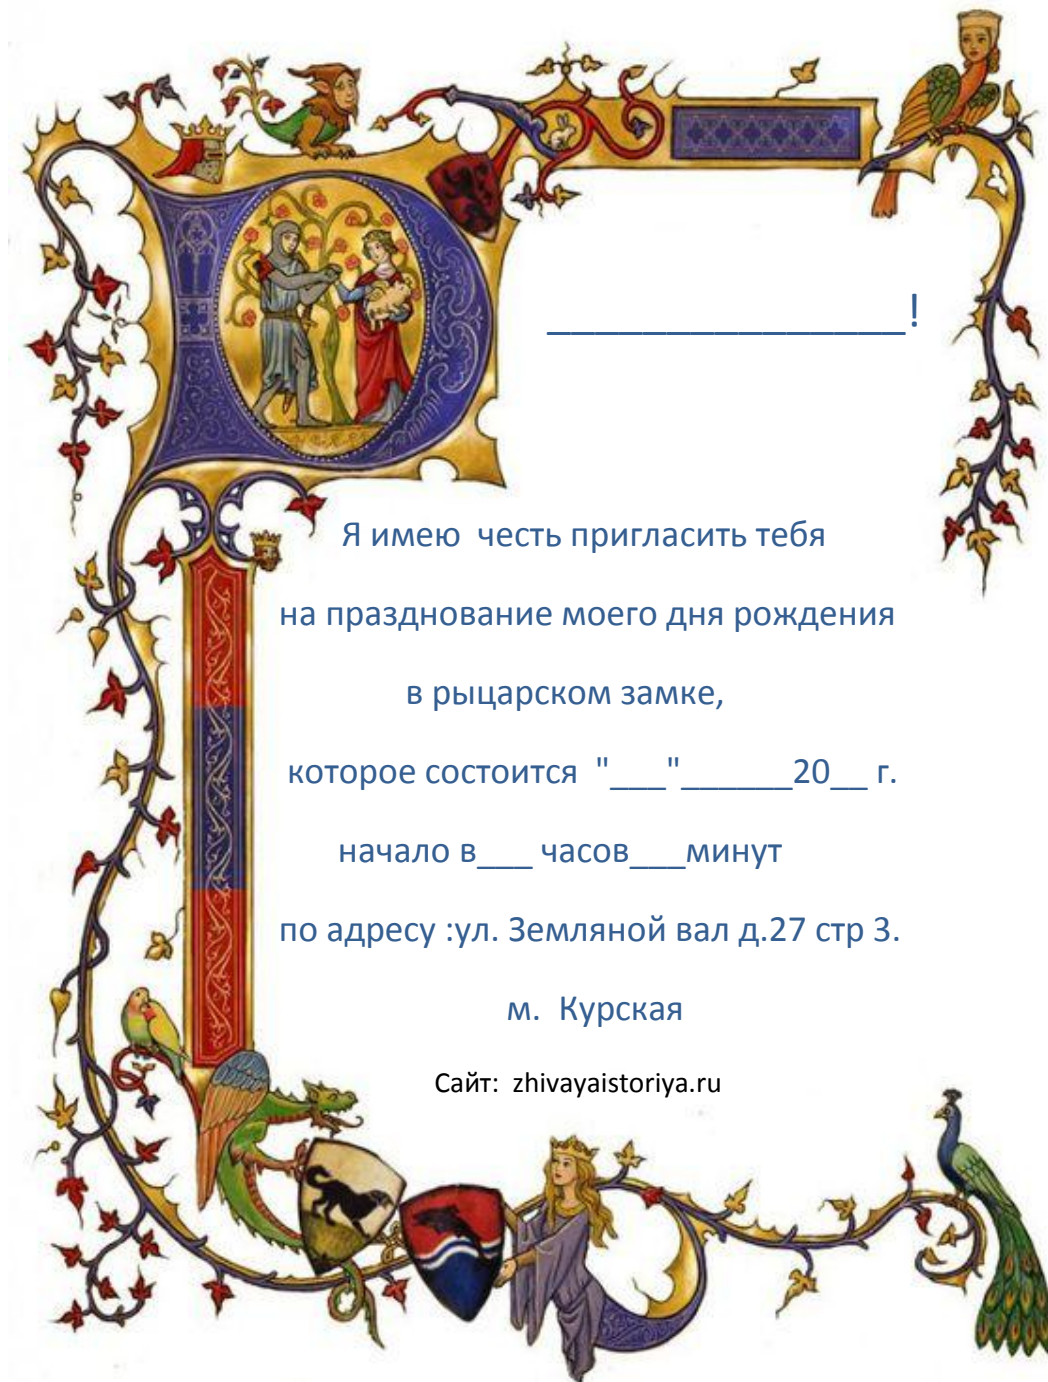 _______________!
Я имею честь пригласить тебя
на празднование моего дня рождения
в рыцарском замке,
которое состоится "___"______20__ г.
начало в___ часов___минут
по адресу :ул. Земляной вал д.27 стр 3.
м. Курская
Сайт: zhivayaistoriya.ru